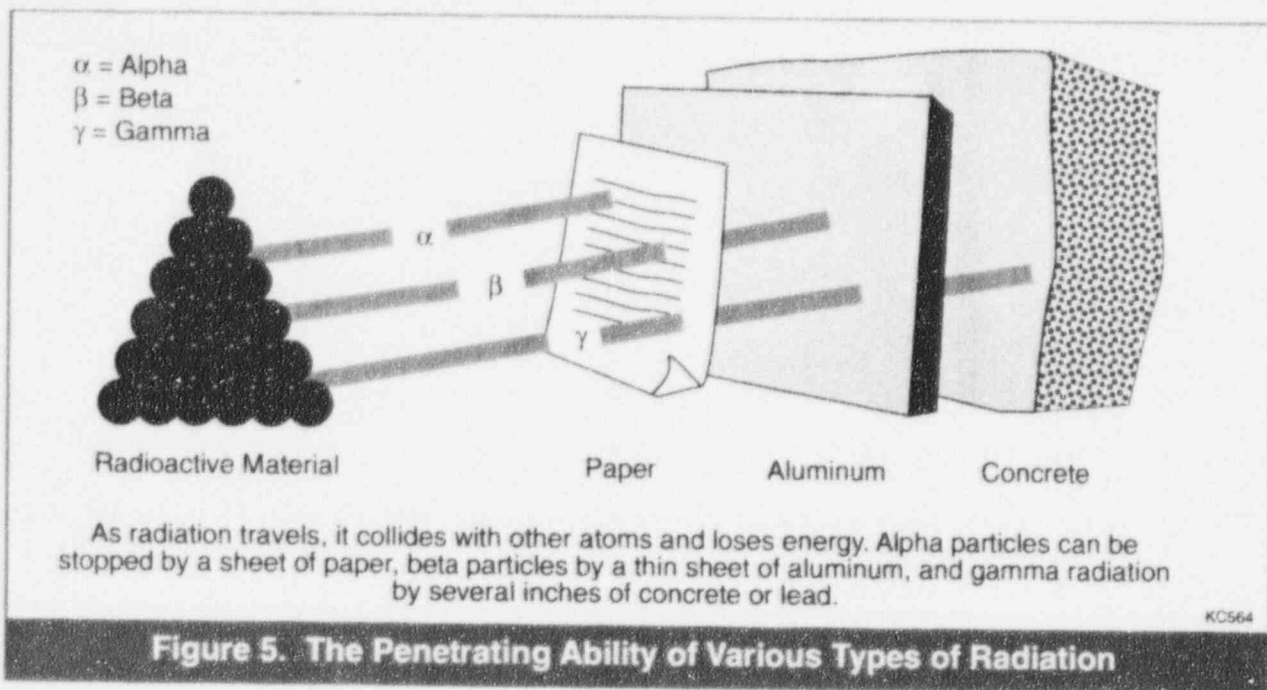 α = Alpha
β = Beta
γ = Gamma
α
β
γ
Radioactive Material
Paper
Aluminum
Concrete
As radiation travels, it collides with other atoms and loses energy. Alpha particles can be
stopped by a sheet of paper, beta particles by a thin sheet of aluminum, and gamma radiation
by several inches of concrete or lead.
KC564
Figure 5. The Penetrating Ability of Various Types of Radiation